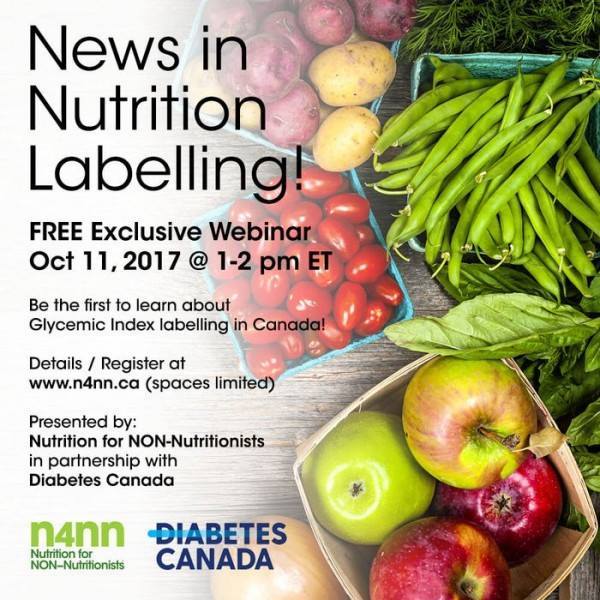 News in
Nutrition
Labelling!
FREE Exclusive Webinar
Oct 11, 2017 @ 1-2 pm ET
Be the first to learn about
Glycemic Index labelling in Canada!
Details / Register at
www.n4nn.ca (spaces limited)
Presented by:
Nutrition for NON-Nutritionists
in partnership with
Diabetes Canada
n4nn
Nutrition for
NON-Nutritionists
DIABETES
CANADA